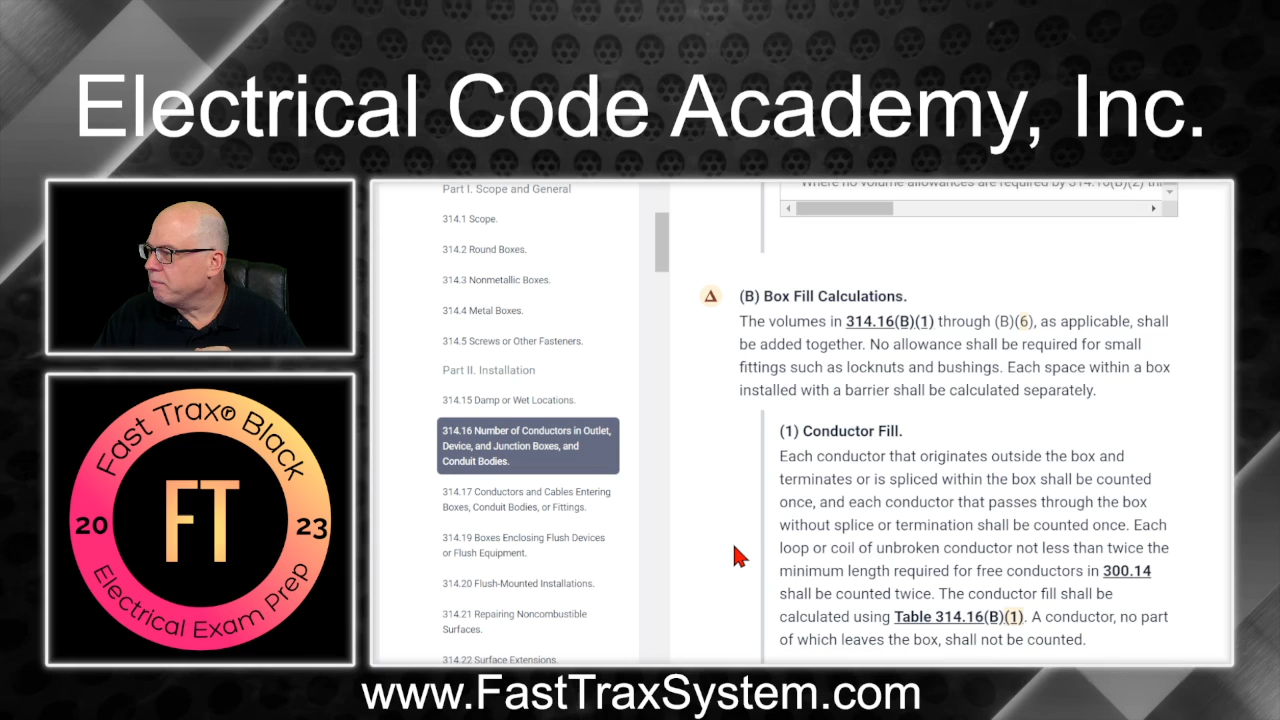 Electrical Code Academy, Inc.
Fast Trax® Black
20
FT
23
Electrical Exam Prep
Part I. Scope and General
314.1 Scope.
314.2 Round Boxes.
314.3 Nonmetallic Boxes.
314.4 Metal Boxes.
314.5 Screws or Other Fasteners.
Part II. Installation
314.15 Damp or Wet Locations.
314.16 Number of Conductors in Outlet,
Device, and Junction Boxes, and
Conduit Bodies.
314.17 Conductors and Cables Entering
Boxes, Conduit Bodies, or Fittings.
314.19 Boxes Enclosing Flush Devices
or Flush Equipment.
314.20 Flush-Mounted Installations.
314.21 Repairing Noncombustible
Surfaces.
314.22 Surface Extensions.
Where no volume allowances are required by 314.16(B)(2)
Δ
(B) Box Fill Calculations.
The volumes in 314.16(B)(1) through (B)(6), as applicable, shall
be added together. No allowance shall be required for small
fittings such as locknuts and bushings. Each space within a box
installed with a barrier shall be calculated separately.
(1) Conductor Fill.
Each conductor that originates outside the box and
terminates or is spliced within the box shall be counted
once, and each conductor that passes through the box
without splice or termination shall be counted once. Each
loop or coil of unbroken conductor not less than twice the
minimum length required for free conductors in 300.14
shall be counted twice. The conductor fill shall be
calculated using Table 314.16(B)(1). A conductor, no part
of which leaves the box, shall not be counted.
www.FastTraxSystem.com